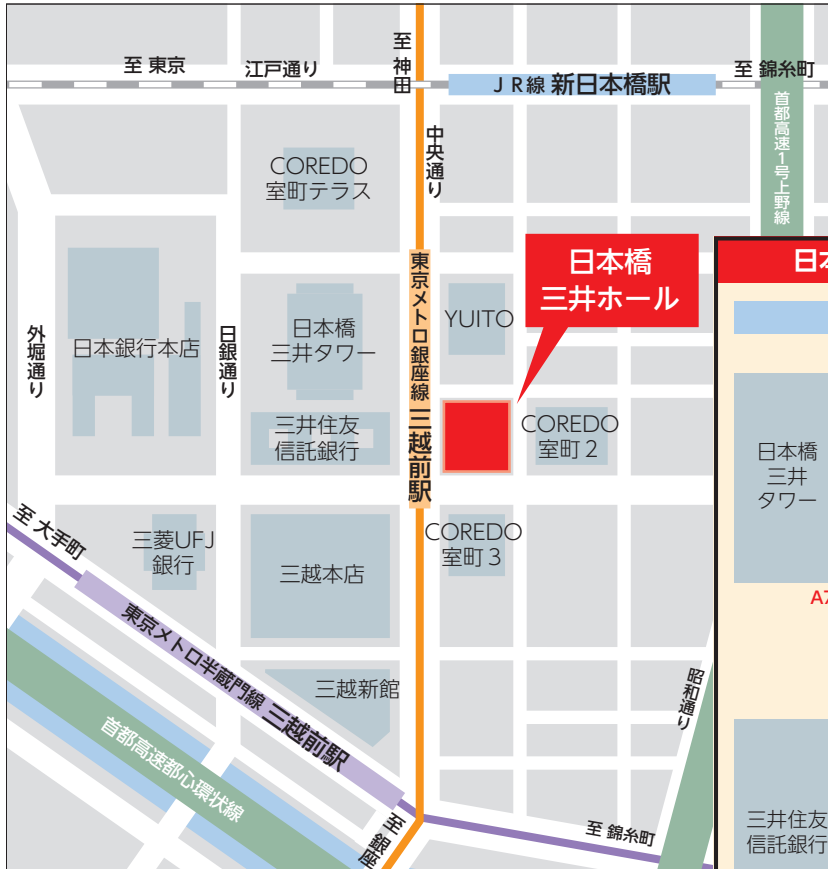 至 東京
江戸通り
至 神田
JR線 新日本橋駅
至 錦糸町
首都高速1号上野線
中央通り
COREDO
室町テラス
日本橋
三井ホール
東京メトロ銀座線 三越前駅
YUITO
外堀通り
日本銀行本店
日銀通り
日本橋
三井タワー
三井住友
信託銀行
COREDO
室町2
至 大手町
三菱UFJ
銀行
三越本店
COREDO
室町3
東京メトロ半蔵門線 三越前駅
三越新館
昭和通り
首都高速都心環状線
至 銀座
至 錦糸町
日本
日本橋
三井
タワー
A7
三井住友
信託銀行